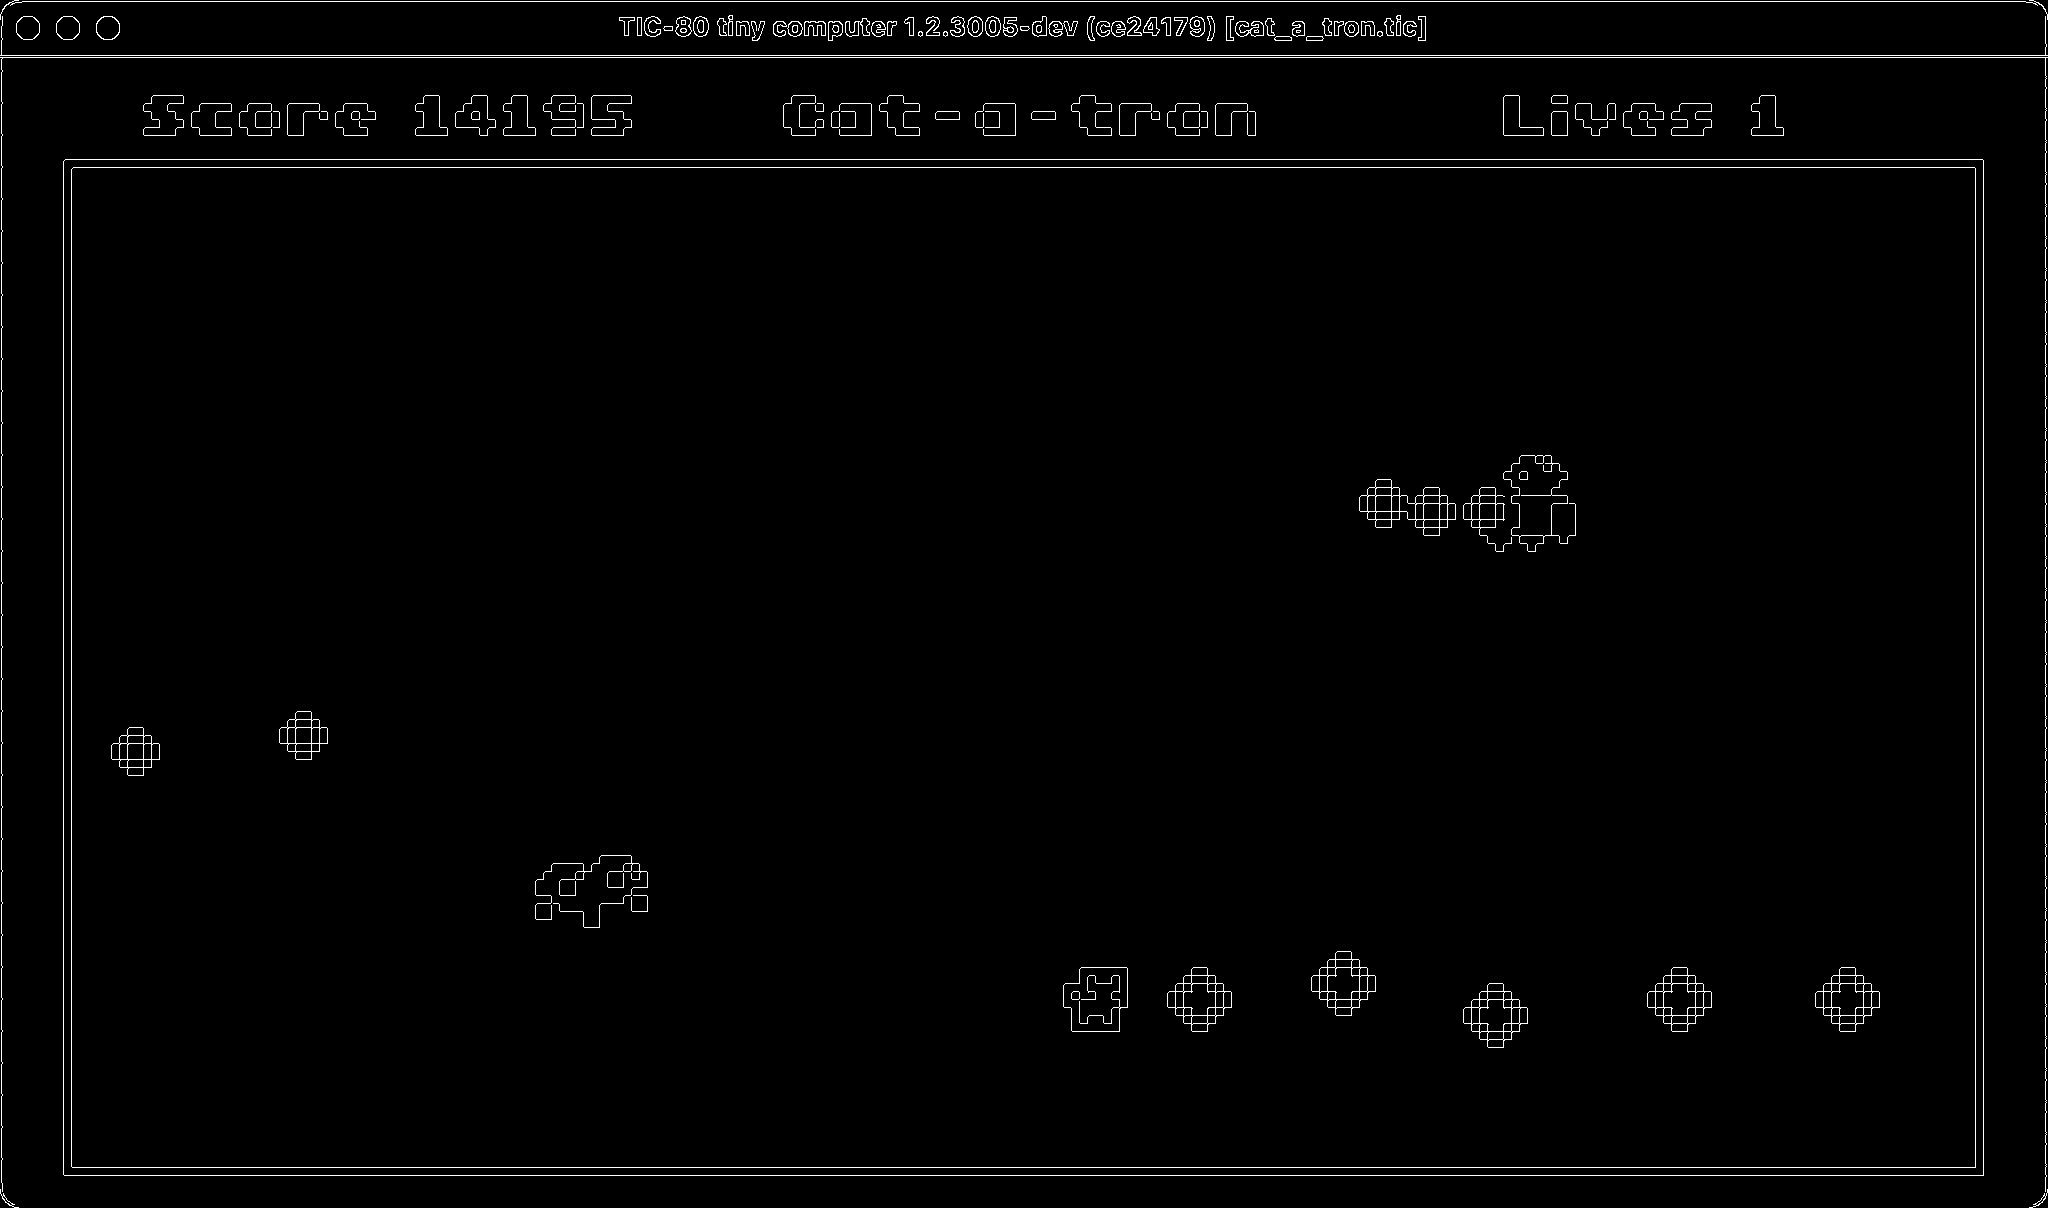 TIC-80 tiny computer 1.2.3005-dev (ce24179) [cat_a_tron.tic]
Score 14195 Cat-a-tron Lives 1